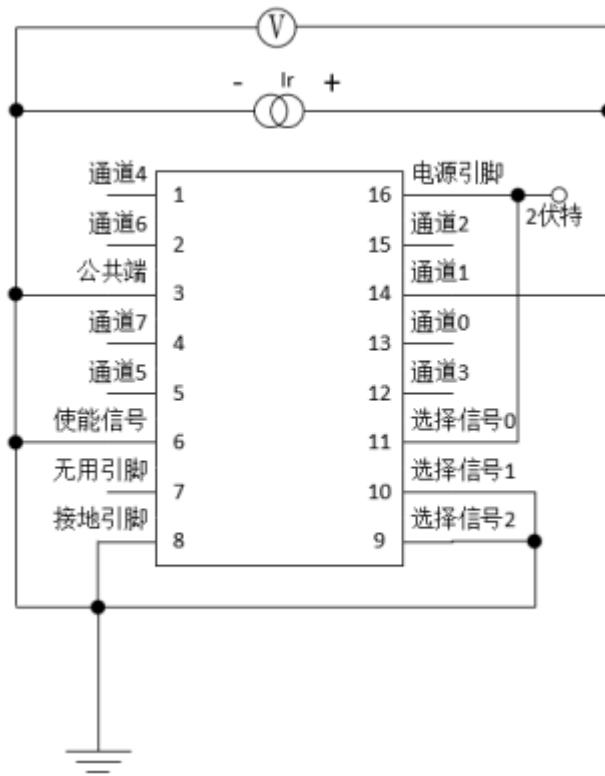 V
- Ir +
通道4 1 16 电源引脚
2伏特
通道6 2 15 通道2
公共端 3 14 通道1
通道7 4 13 通道0
通道5 5 12 通道3
使能信号 6 11 选择信号0
无用引脚 7 10 选择信号1
接地引脚 8 9 选择信号2